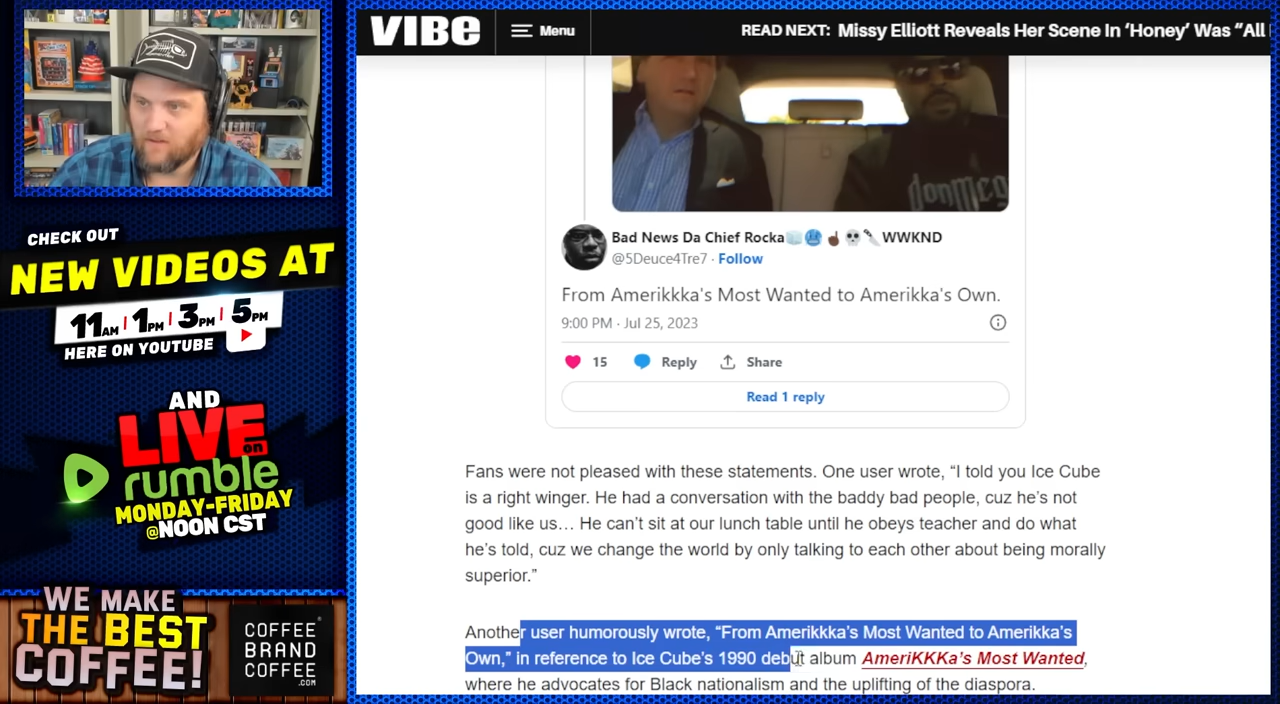 VIBE
Menu
READ NEXT: Missy Elliott Reveals Her Scene In ‘Honey’ Was “All
Bad News Da Chief Rocka🧊🥶☝🏿💀🔪 WWKND
@5Deuce4Tre7 · Follow
From Amerikkka's Most Wanted to Amerikka's Own.
9:00 PM · Jul 25, 2023
15 Reply Share
Read 1 reply
Fans were not pleased with these statements. One user wrote, “I told you Ice Cube
is a right winger. He had a conversation with the baddy bad people, cuz he’s not
good like us… He can’t sit at our lunch table until he obeys teacher and do what
he’s told, cuz we change the world by only talking to each other about being morally
superior.”
Another user humorously wrote, “From Amerikkka’s Most Wanted to Amerikka’s
Own,” in reference to Ice Cube’s 1990 debut album AmeriKKKa’s Most Wanted,
where he advocates for Black nationalism and the uplifting of the diaspora.
CHECK OUT
NEW VIDEOS AT
11AM | 1PM | 3PM | 5PM
HERE ON YOUTUBE
AND
LIVE on
rumble
MONDAY-FRIDAY
@NOON CST
WE MAKE
THE BEST
COFFEE!
COFFEE
BRAND
COFFEE
.COM